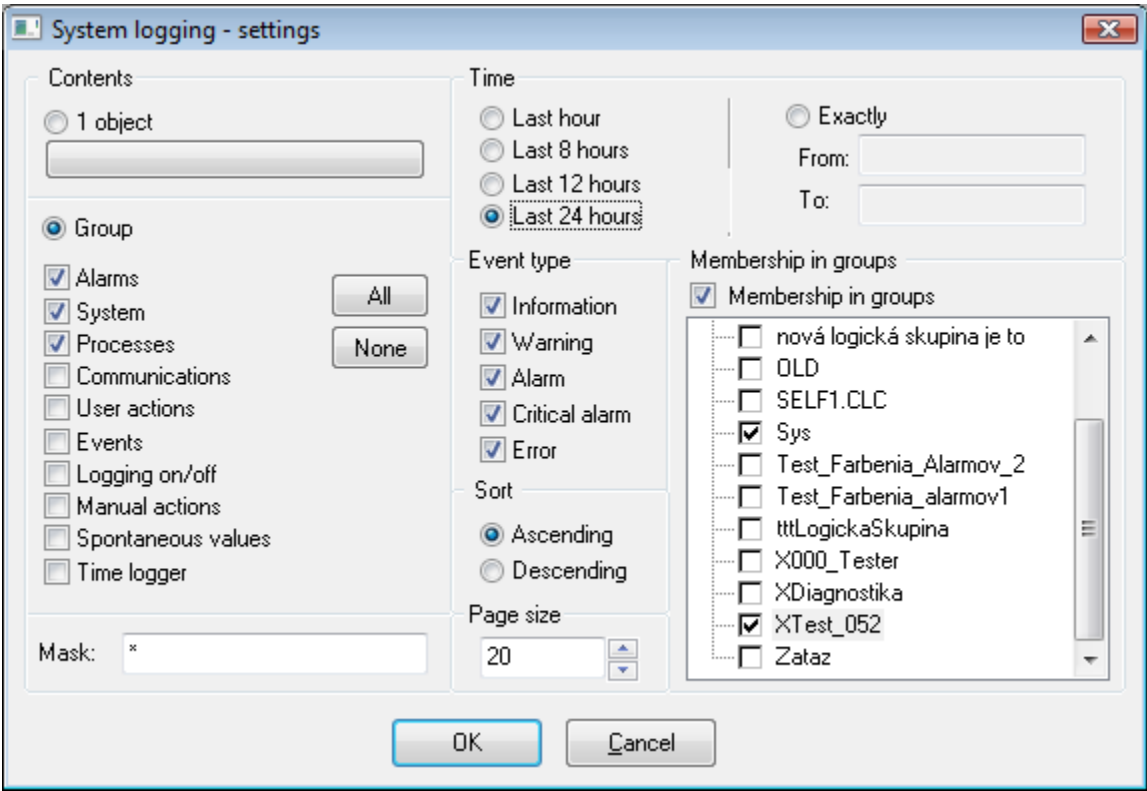 System logging - settings
Contents
1 object
Group
Alarms
System
Processes
Communications
User actions
Events
Logging on/off
Manual actions
Spontaneous values
Time logger
All
None
Mask: *
Time
Last hour
Last 8 hours
Last 12 hours
Last 24 hours
Exactly
From:
To:
Event type
Information
Warning
Alarm
Critical alarm
Error
Sort
Ascending
Descending
Page size
20
Membership in groups
Membership in groups
nová logická skupina je to
OLD
SELF1.CLC
Sys
Test_Farbenia_Alarmov_2
Test_Farbenia_alarmov1
tttLogickaSkupina
X000_Tester
XDiagnostika
XTest_052
Zataz
OK
Cancel